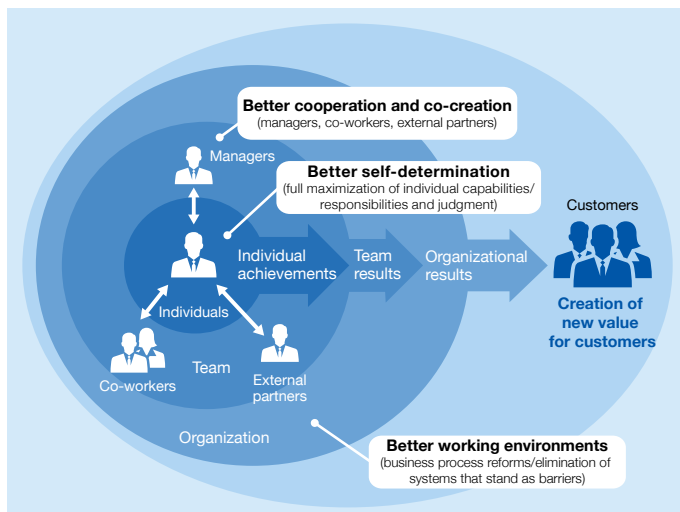 Better cooperation and co-creation
(managers, co-workers, external partners)
Managers
Better self-determination
(full maximization of individual capabilities/
responsibilities and judgment)
Customers
Individual
achievements
Team
results
Organizational
results
Individuals
Creation of
new value
for customers
Co-workers
Team
External
partners
Organization
Better working environments
(business process reforms/elimination of
systems that stand as barriers)